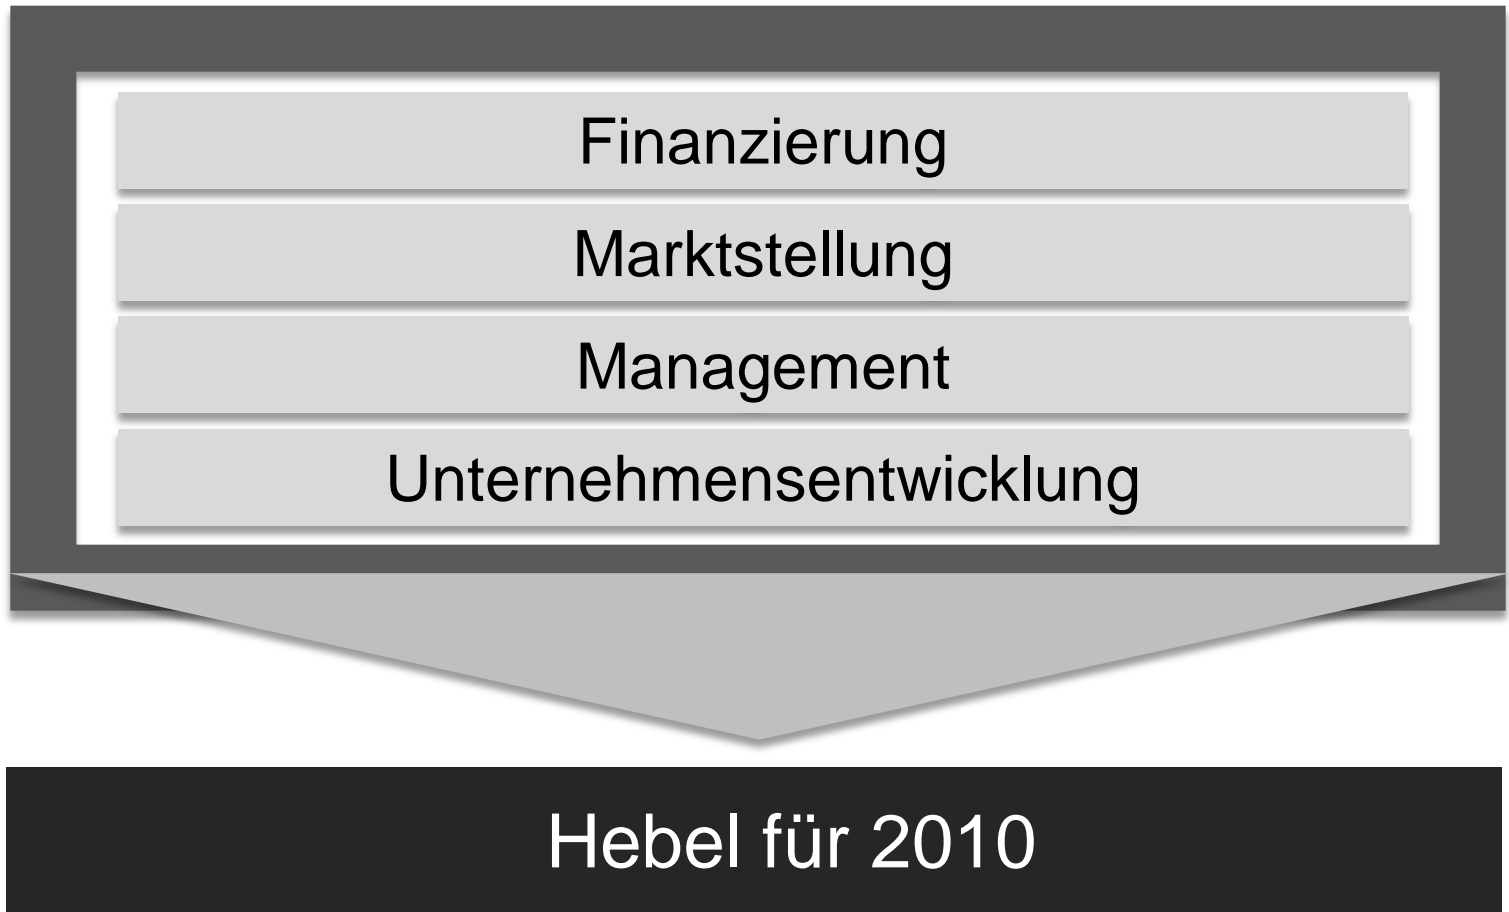 Finanzierung
Marktstellung
Management
Unternehmensentwicklung
Hebel für 2010